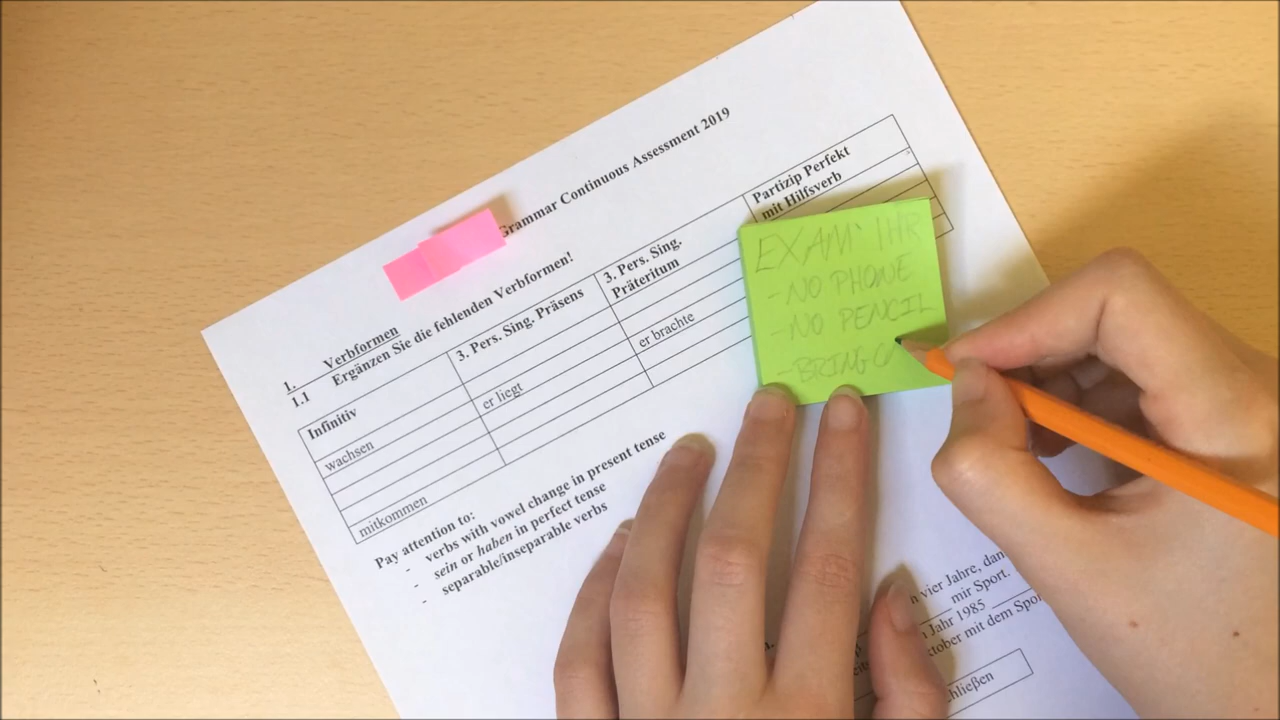 Grammar Continuous Assessment 2019
1. Verbformen
1.1 Ergänzen Sie die fehlenden Verbformen!
Infinitiv
3. Pers. Sing. Präsens
3. Pers. Sing.
Präteritum
Partizip Perfekt
mit Hilfsverb
wachsen
er liegt
er brachte
mitkommen
Pay attention to:
- verbs with vowel change in present tense
- sein or haben in perfect tense
- separable/inseparable verbs
EXAM: 1HR
-NO PHONE
-NO PENCIL
-BRING
vier Jahre, dan
mir Sport.
Jahr 1985
ktober mit dem Spor
hließen